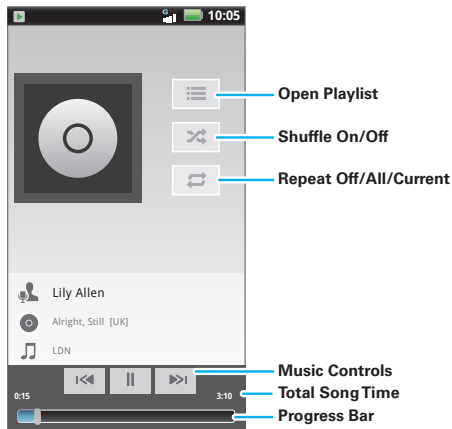 G
10:05
Open Playlist
Shuffle On/Off
Repeat Off/All/Current
Lily Allen
Alright, Still [UK]
LDN
Music Controls
0:15
3:10
Total Song Time
Progress Bar